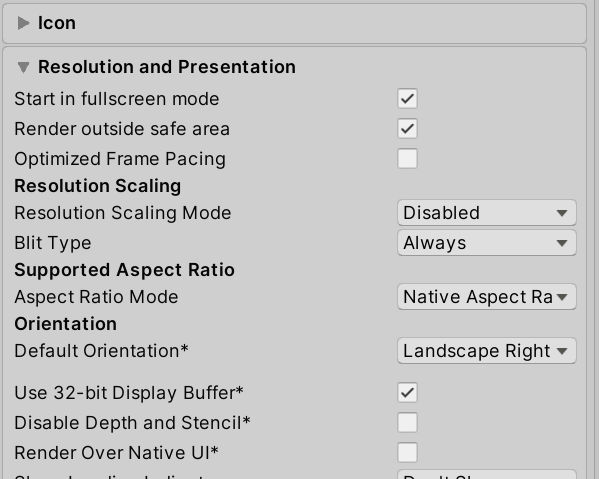 Icon
Resolution and Presentation
Start in fullscreen mode
Render outside safe area
Optimized Frame Pacing
Resolution Scaling
Resolution Scaling Mode Disabled
Blit Type Always
Supported Aspect Ratio
Aspect Ratio Mode Native Aspect Ra
Orientation
Default Orientation* Landscape Right
Use 32-bit Display Buffer*
Disable Depth and Stencil*
Render Over Native UI*